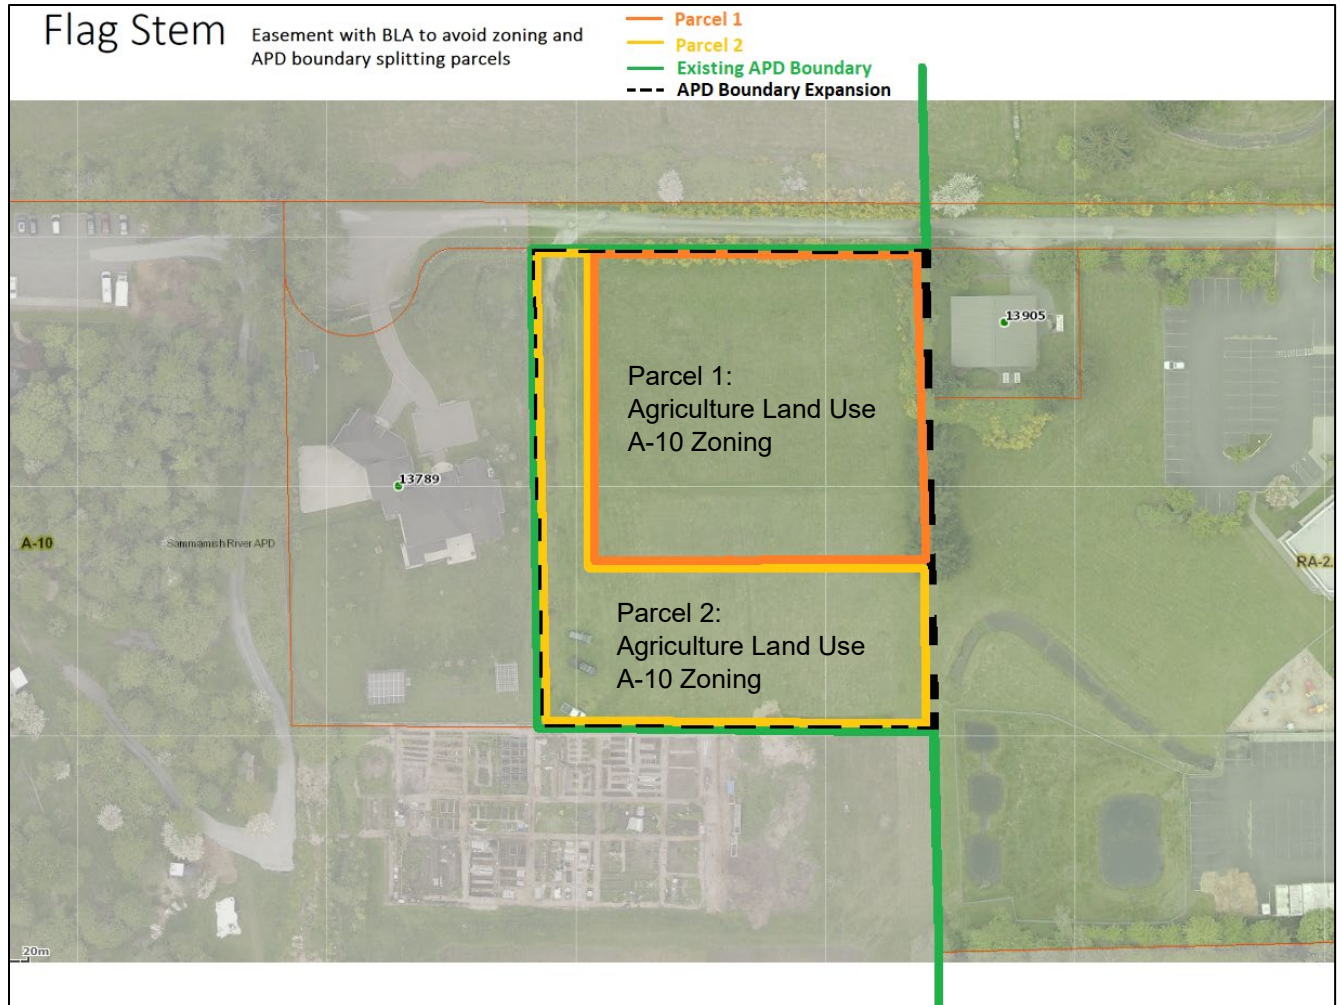 Flag Stem
Easement with BLA to avoid zoning and
APD boundary splitting parcels
Parcel 1
Parcel 2
Existing APD Boundary
APD Boundary Expansion
13905
Parcel 1:
Agriculture Land Use
A-10 Zoning
13789
A-10
Sammamish River APD
RA-2.
Parcel 2:
Agriculture Land Use
A-10 Zoning
20m